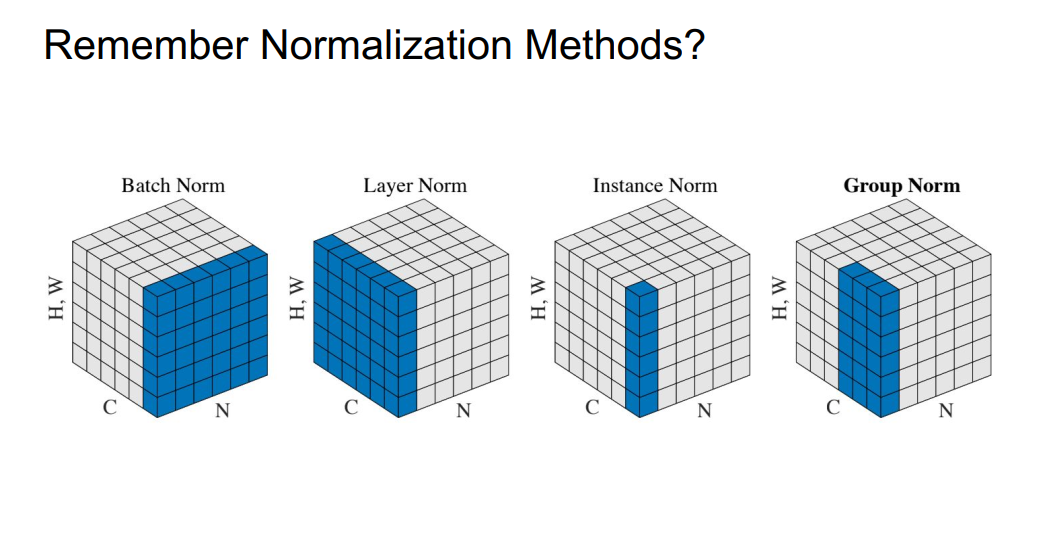 Remember Normalization Methods?
Batch Norm
Layer Norm
Instance Norm
Group Norm
H, W
C
N
H, W
C
N
H, W
C
N
H, W
C
N